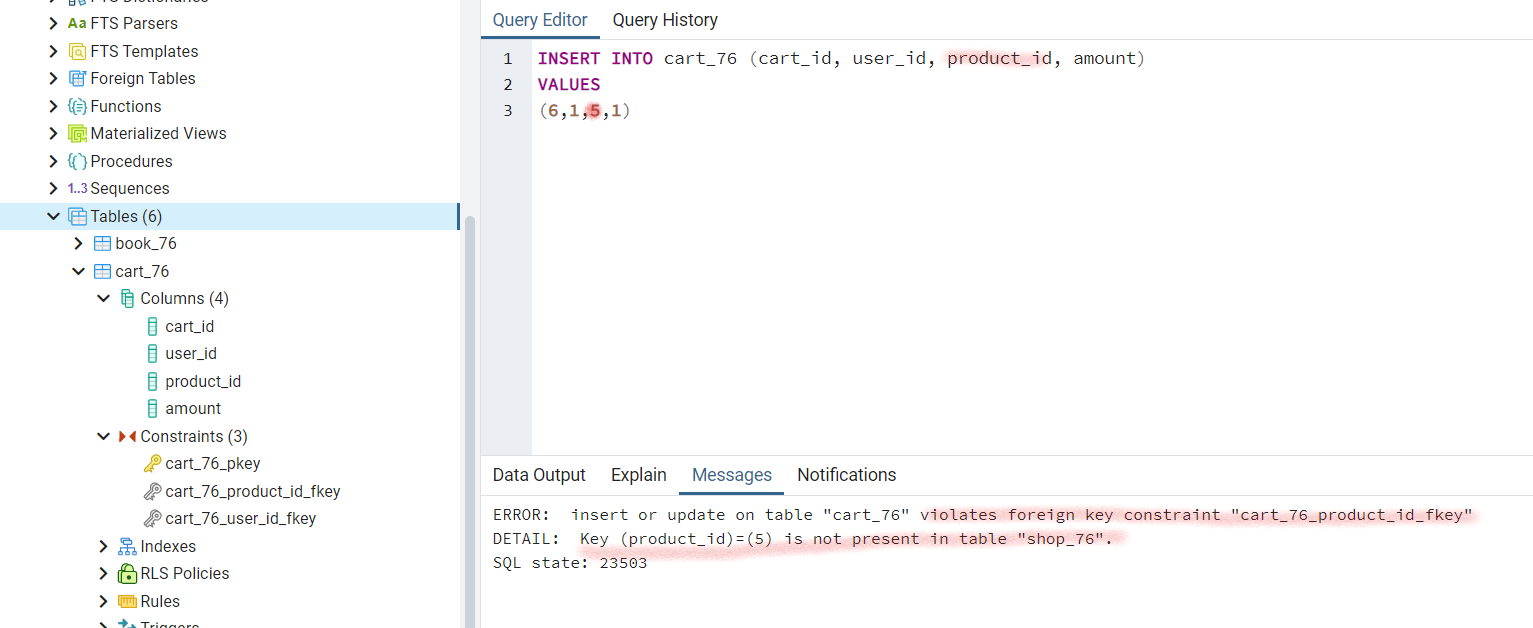 FTS Dictionaries
Aa FTS Parsers
FTS Templates
Foreign Tables
Functions
Materialized Views
Procedures
1..3 Sequences
Tables (6)
book_76
cart_76
Columns (4)
cart_id
user_id
product_id
amount
Constraints (3)
cart_76_pkey
cart_76_product_id_fkey
cart_76_user_id_fkey
Indexes
RLS Policies
Rules
Triggers
Query Editor Query History
1 INSERT INTO cart_76 (cart_id, user_id, product_id, amount)
2 VALUES
3 (6,1,5,1)
Data Output Explain Messages Notifications
ERROR: insert or update on table "cart_76" violates foreign key constraint "cart_76_product_id_fkey"
DETAIL: Key (product_id)=(5) is not present in table "shop_76".
SQL state: 23503